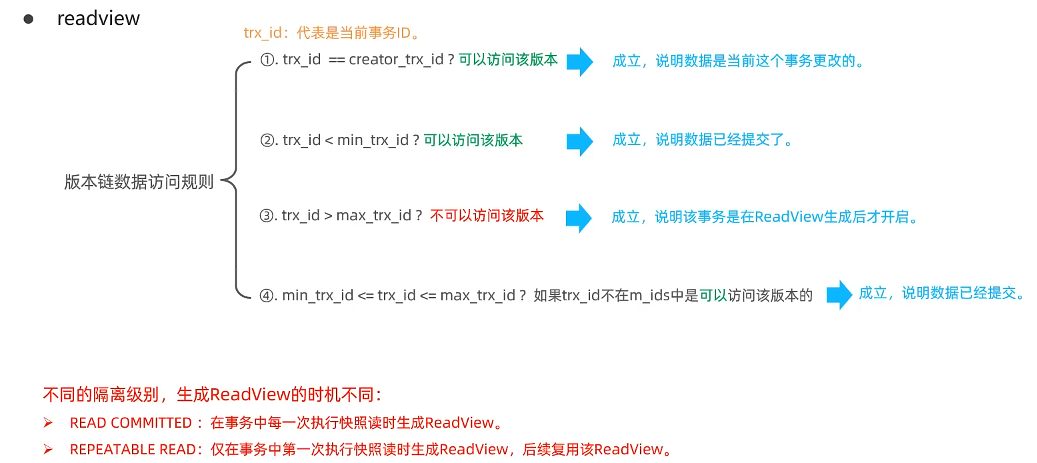 ● readview
trx_id：代表是当前事务ID。
①. trx_id == creator_trx_id ? 可以访问该版本
成立，说明数据是当前这个事务更改的。
②. trx_id < min_trx_id ? 可以访问该版本
成立，说明数据已经提交了。
版本链数据访问规则
③. trx_id > max_trx_id ? 不可以访问该版本
成立，说明该事务是在ReadView生成后才开启。
④. min_trx_id <= trx_id <= max_trx_id ? 如果trx_id不在m_ids中是可以访问该版本的
成立，说明数据已经提交。
不同的隔离级别，生成ReadView的时机不同：
➢ READ COMMITTED ：在事务中每一次执行快照读时生成ReadView。
➢ REPEATABLE READ：仅在事务中第一次执行快照读时生成ReadView，后续复用该ReadView。